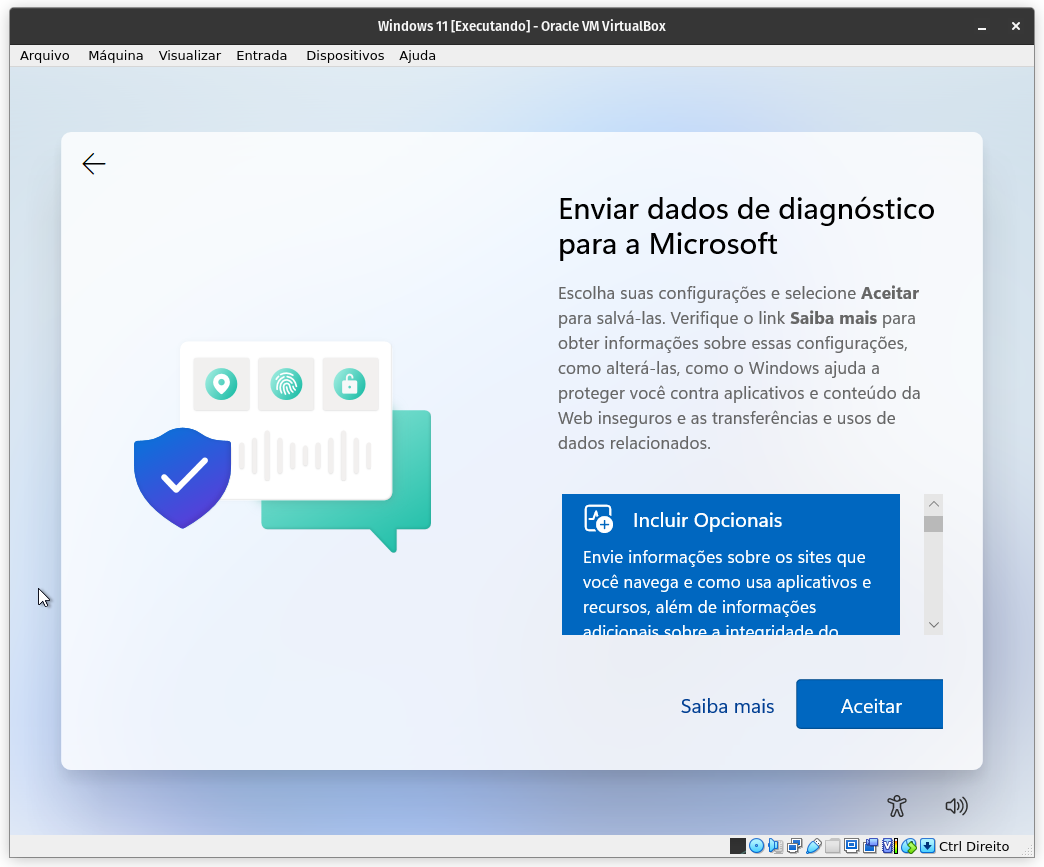 Windows 11 [Executando] - Oracle VM VirtualBox
Arquivo Máquina Visualizar Entrada Dispositivos Ajuda
Enviar dados de diagnóstico
para a Microsoft
Escolha suas configurações e selecione Aceitar
para salvá-las. Verifique o link Saiba mais para
obter informações sobre essas configurações,
como alterá-las, como o Windows ajuda a
proteger você contra aplicativos e conteúdo da
Web inseguros e as transferências e usos de
dados relacionados.
Incluir Opcionais
Envie informações sobre os sites que
você navega e como usa aplicativos e
recursos, além de informações
adicionais sobre a integridade do
Saiba mais Aceitar
Ctrl Direito